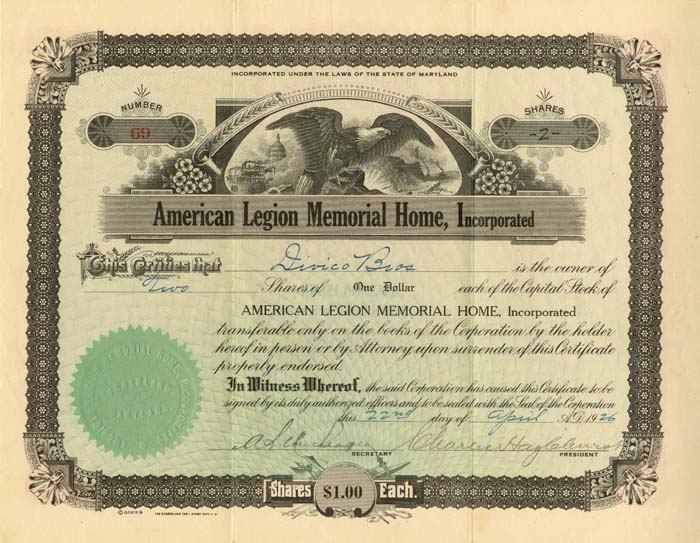 INCORPORATED UNDER THE LAWS OF THE STATE OF MARYLAND
NUMBER
69
SHARES
-2-
American Legion Memorial Home, Incorporated
This Certifies that Divico Bros is the owner of
Two Shares of One Dollar each of the Capital Stock of
AMERICAN LEGION MEMORIAL HOME, Incorporated
transferable only on the books of the Corporation by the holder
hereof in person or by Attorney upon surrender of this Certificate
properly endorsed.
In Witness Whereof, the said Corporation has caused this Certificate to be
signed by its duly authorized officers and to be sealed with the Seal of the Corporation
this 22nd day of April A.D. 1926
Charles
SECRETARY
PRESIDENT
Shares $1.00 Each.
©GOES